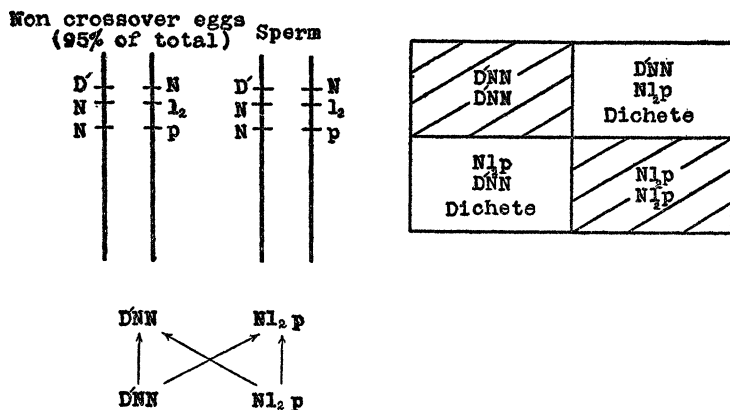 Non crossover eggs
(95% of total)
Sperm
D′ N D′ N
N l₂ N l₂
N p N p
D′NN
D′NN
D′NN
Nl₂p
Dichete
Nl₂p
D′NN
Dichete
Nl₂p
Nl₂p
D′NN Nl₂p
D′NN Nl₂p